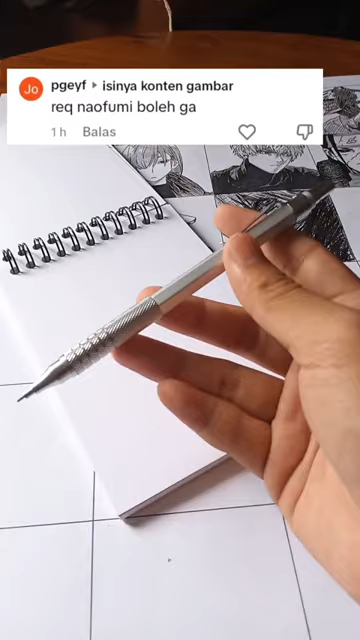 Jo
pgeyf ▸ isinya konten gambar
req naofumi boleh ga
1 h Balas